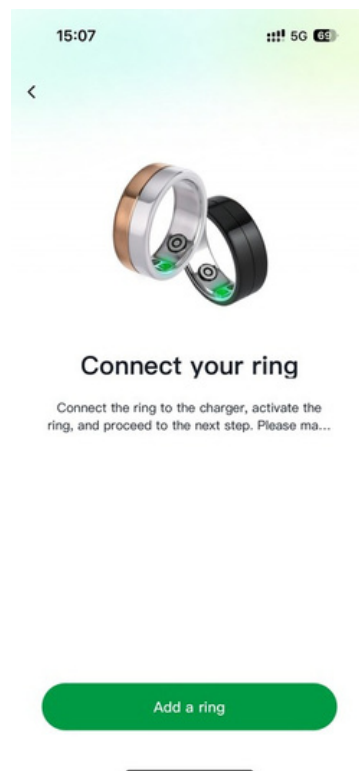 15:07
5G 69
Connect your ring
Connect the ring to the charger, activate the
ring, and proceed to the next step. Please ma...
Add a ring